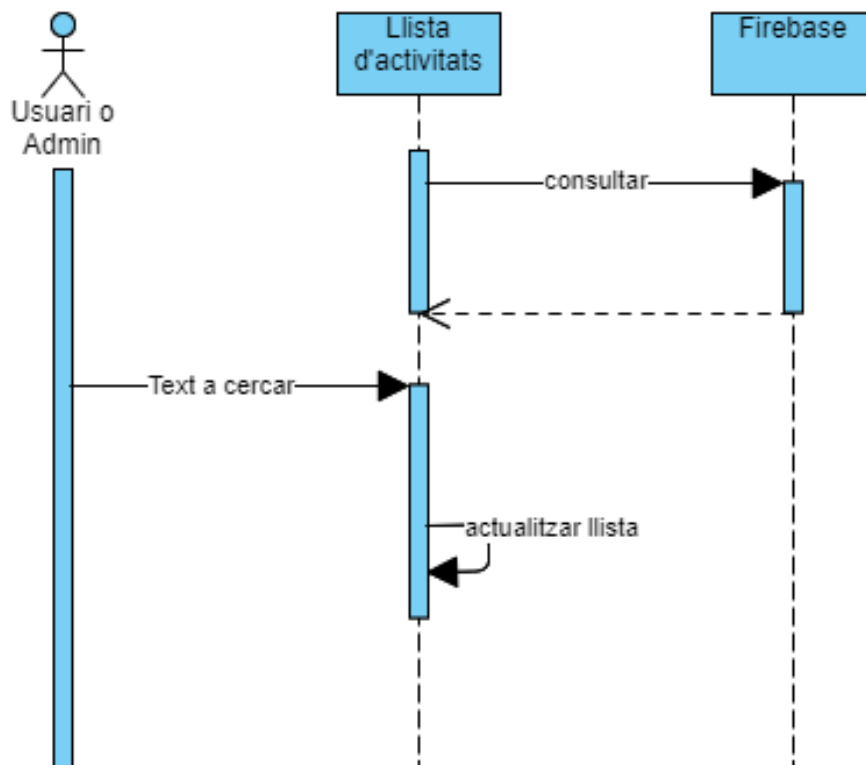 Usuari o
Admin
Llista
d'activitats
Firebase
consultar
Text a cercar
actualitzar llista